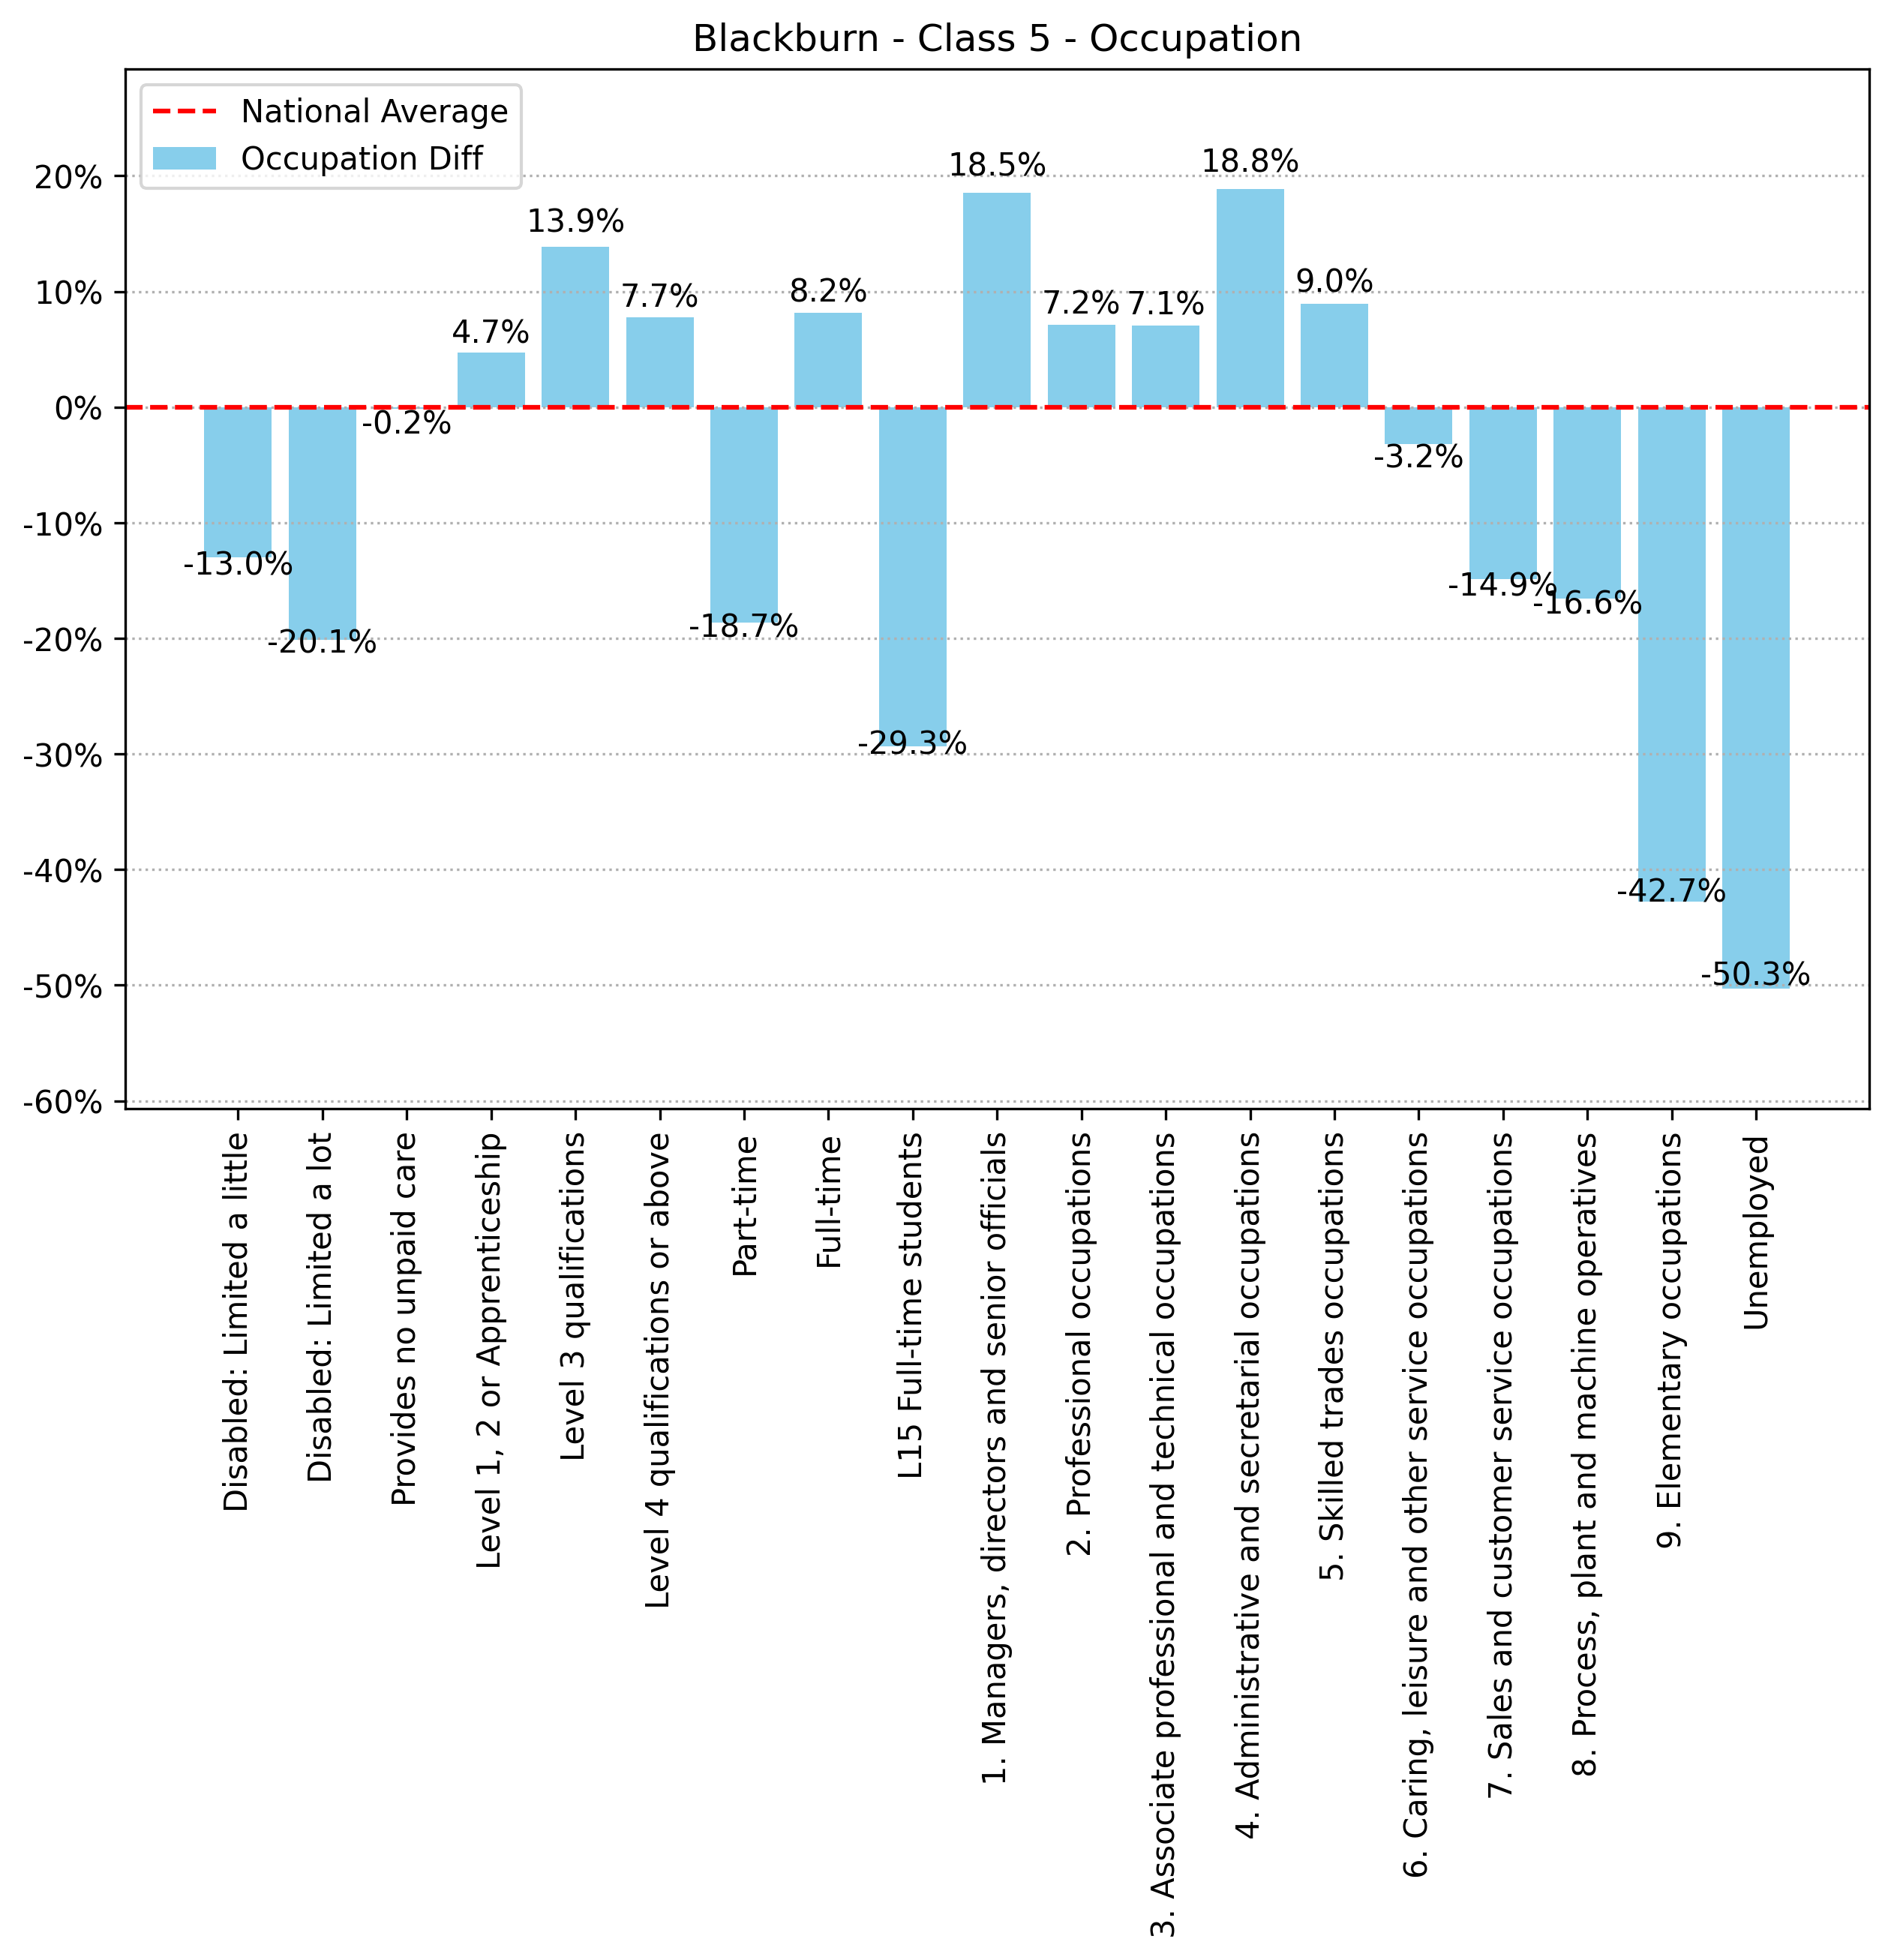 Blackburn - Class 5 - Occupation
National Average
Occupation Diff
20%
10%
0%
-10%
-20%
-30%
-40%
-50%
-60%
-13.0%
-20.1%
-0.2%
4.7%
13.9%
7.7%
-18.7%
8.2%
-29.3%
18.5%
7.2%
7.1%
18.8%
9.0%
-3.2%
-14.9%
-16.6%
-42.7%
-50.3%
Disabled: Limited a little
Disabled: Limited a lot
Provides no unpaid care
Level 1, 2 or Apprenticeship
Level 3 qualifications
Level 4 qualifications or above
Part-time
Full-time
L15 Full-time students
1. Managers, directors and senior officials
2. Professional occupations
3. Associate professional and technical occupations
4. Administrative and secretarial occupations
5. Skilled trades occupations
6. Caring, leisure and other service occupations
7. Sales and customer service occupations
8. Process, plant and machine operatives
9. Elementary occupations
Unemployed